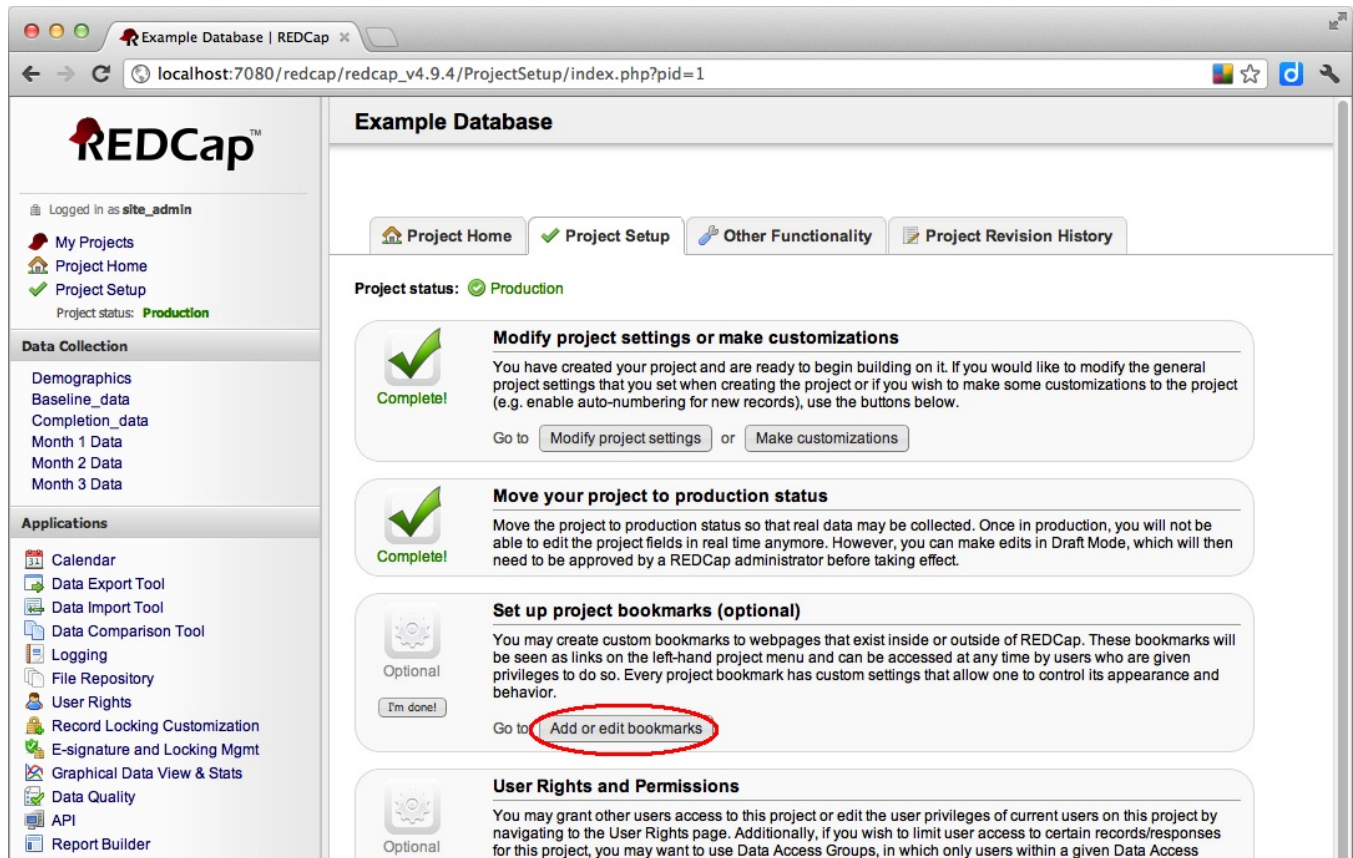 Example Database | REDCap
localhost:7080/redcap/redcap_v4.9.4/ProjectSetup/index.php?pid=1
REDCap™
Logged in as site_admin
My Projects
Project Home
Project Setup
Project status: Production
Data Collection
Demographics
Baseline_data
Completion_data
Month 1 Data
Month 2 Data
Month 3 Data
Applications
31 Calendar
Data Export Tool
Data Import Tool
Data Comparison Tool
Logging
File Repository
User Rights
Record Locking Customization
E-signature and Locking Mgmt
Graphical Data View & Stats
Data Quality
API
Report Builder
Example Database
Project Home
Project Setup
Other Functionality
Project Revision History
Project status: Production
Complete!
Modify project settings or make customizations
You have created your project and are ready to begin building on it. If you would like to modify the general
project settings that you set when creating the project or if you wish to make some customizations to the project
(e.g. enable auto-numbering for new records), use the buttons below.
Go to Modify project settings or Make customizations
Complete!
Move your project to production status
Move the project to production status so that real data may be collected. Once in production, you will not be
able to edit the project fields in real time anymore. However, you can make edits in Draft Mode, which will then
need to be approved by a REDCap administrator before taking effect.
Optional
I'm done!
Set up project bookmarks (optional)
You may create custom bookmarks to webpages that exist inside or outside of REDCap. These bookmarks will
be seen as links on the left-hand project menu and can be accessed at any time by users who are given
privileges to do so. Every project bookmark has custom settings that allow one to control its appearance and
behavior.
Go to Add or edit bookmarks
Optional
User Rights and Permissions
You may grant other users access to this project or edit the user privileges of current users on this project by
navigating to the User Rights page. Additionally, if you wish to limit user access to certain records/responses
for this project, you may want to use Data Access Groups, in which only users within a given Data Access